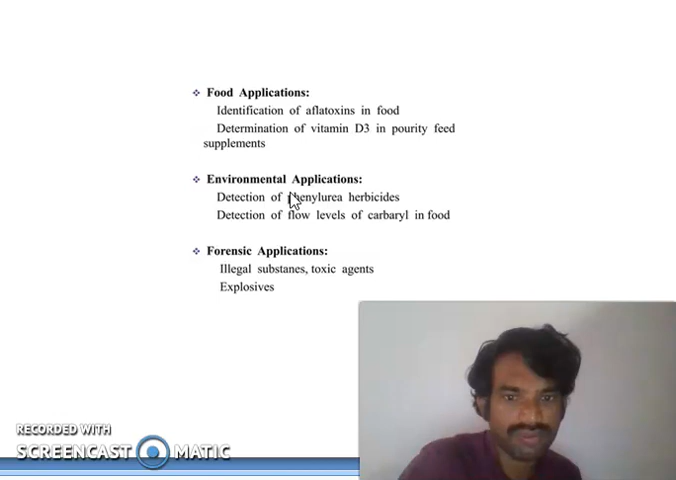 Food Applications:
Identification of aflatoxins in food
Determination of vitamin D3 in pourity feed
supplements
Environmental Applications:
Detection of phenylurea herbicides
Detection of flow levels of carbaryl in food
Forensic Applications:
Illegal substanes, toxic agents
Explosives
RECORDED WITH
SCREENCAST MATIC